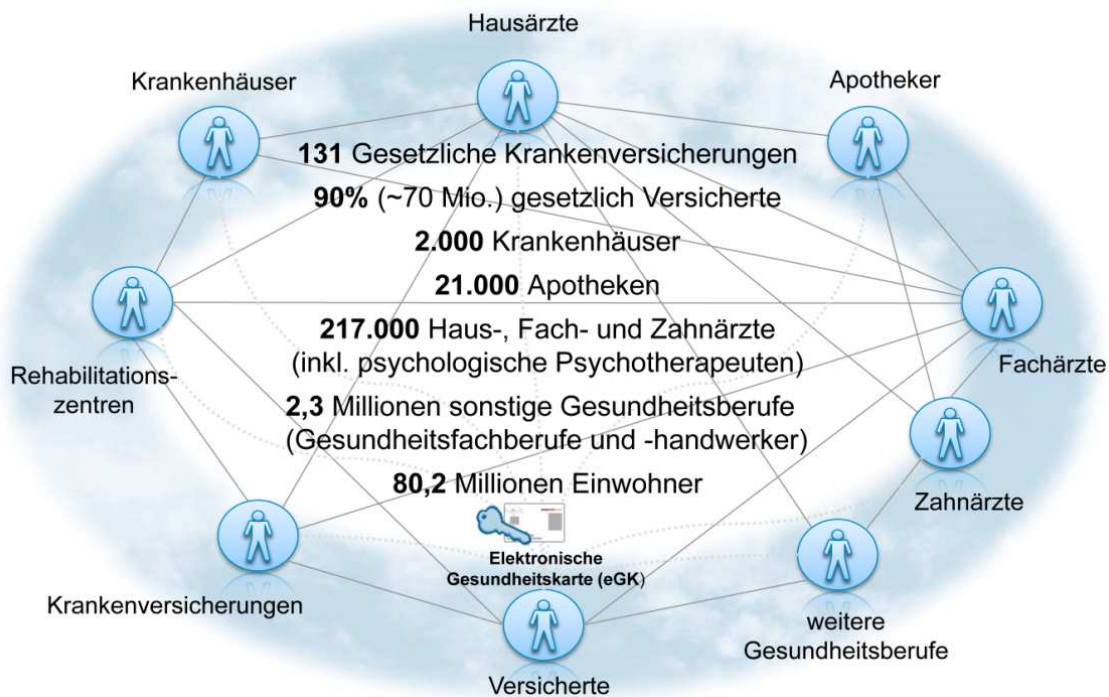 Hausärzte
Krankenhäuser
Apotheker
131 Gesetzliche Krankenversicherungen
90% (~70 Mio.) gesetzlich Versicherte
2.000 Krankenhäuser
21.000 Apotheken
217.000 Haus-, Fach- und Zahnärzte
(inkl. psychologische Psychotherapeuten)
Rehabilitations-
zentren
Fachärzte
2,3 Millionen sonstige Gesundheitsberufe
(Gesundheitsfachberufe und -handwerker)
80,2 Millionen Einwohner
Zahnärzte
Elektronische
Gesundheitskarte (eGK)
Krankenversicherungen
weitere
Gesundheitsberufe
Versicherte